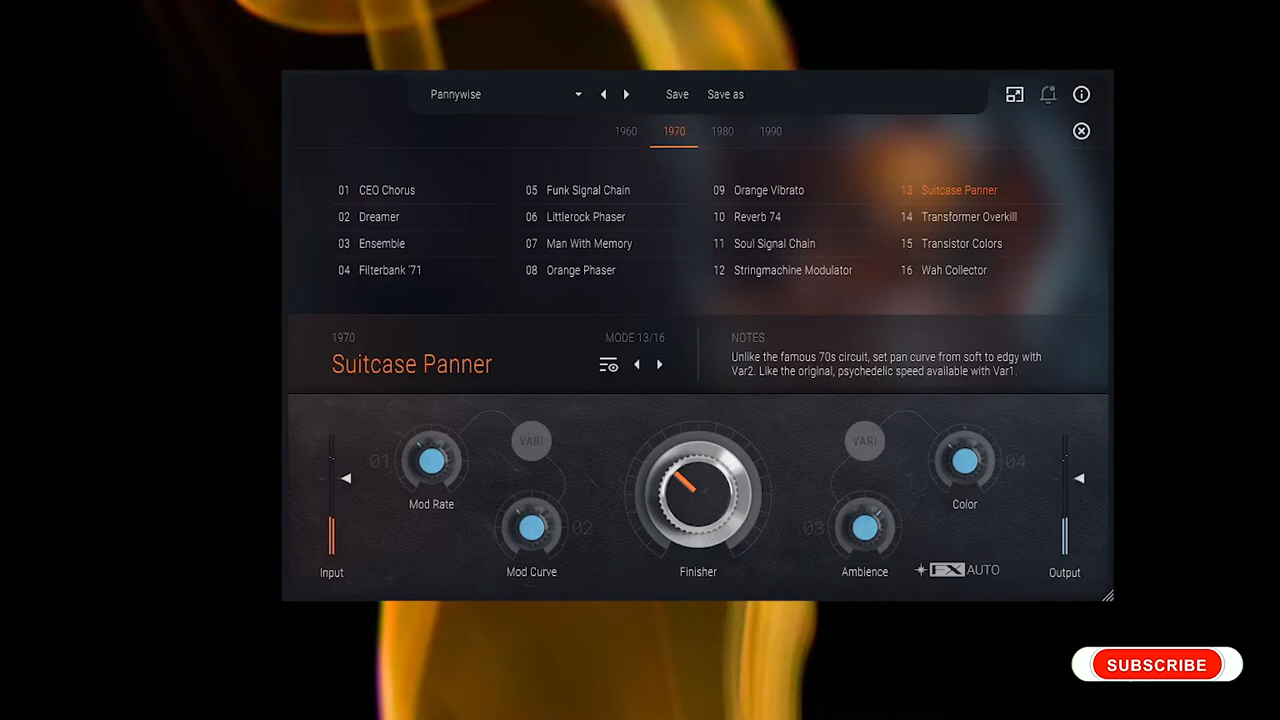 Pannywise
Save Save as
1960 1970 1980 1990
01 CEO Chorus
02 Dreamer
03 Ensemble
04 Filterbank '71
05 Funk Signal Chain
06 Littlerock Phaser
07 Man With Memory
08 Orange Phaser
09 Orange Vibrato
10 Reverb 74
11 Soul Signal Chain
12 Stringmachine Modulator
13 Suitcase Panner
14 Transformer Overkill
15 Transistor Colors
16 Wah Collector
1970
Suitcase Panner
MODE 13/16
NOTES
Unlike the famous 70s circuit, set pan curve from soft to edgy with
Var2. Like the original, psychedelic speed available with Var1.
Input
01
Mod Rate
VARI
02
Mod Curve
Finisher
VARI
03
Ambience
04
Color
FX AUTO
Output
SUBSCRIBE